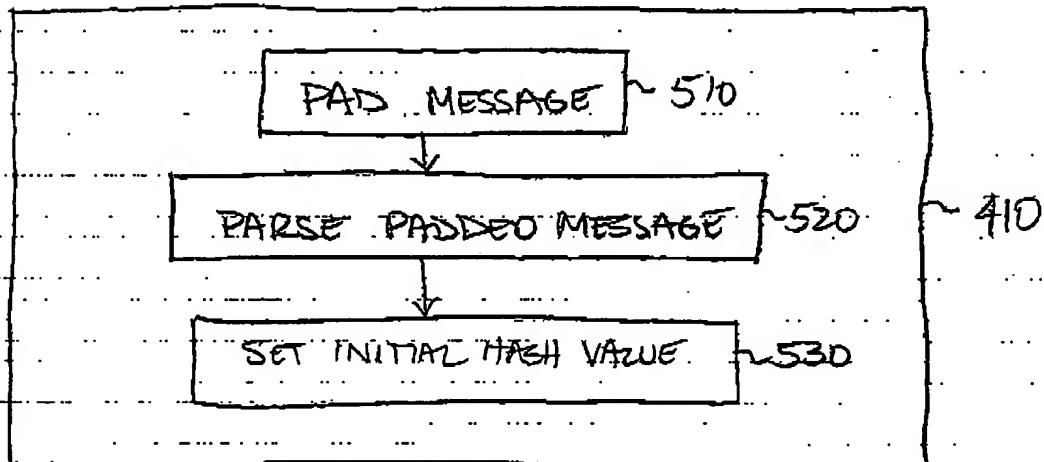 PAD MESSAGE 510
PARSE PADDED MESSAGE 520
410
SET INITIAL HASH VALUE 530